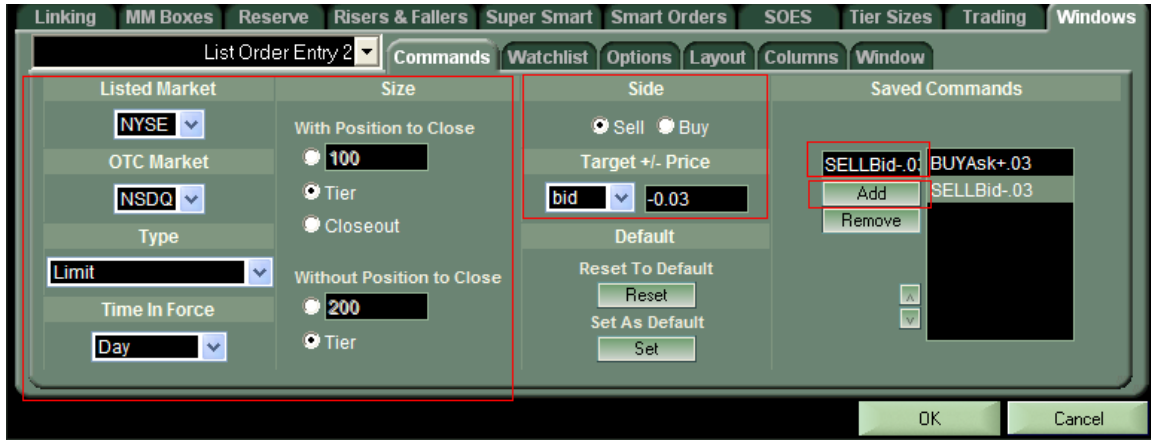 Linking MM Boxes Reserve Risers & Fallers Super Smart Smart Orders SOES Tier Sizes Trading Windows
List Order Entry 2 Commands Watchlist Options Layout Columns Window
Listed Market
NYSE
OTC Market
NSDQ
Type
Limit
Time In Force
Day
Size
With Position to Close
100
Tier
Closeout
Without Position to Close
200
Tier
Side
Sell Buy
Target +/- Price
bid -0.03
Default
Reset To Default
Reset
Set As Default
Set
Saved Commands
SELLBid-.03 BUYAsk+.03
Add SELLBid-.03
Remove
OK Cancel